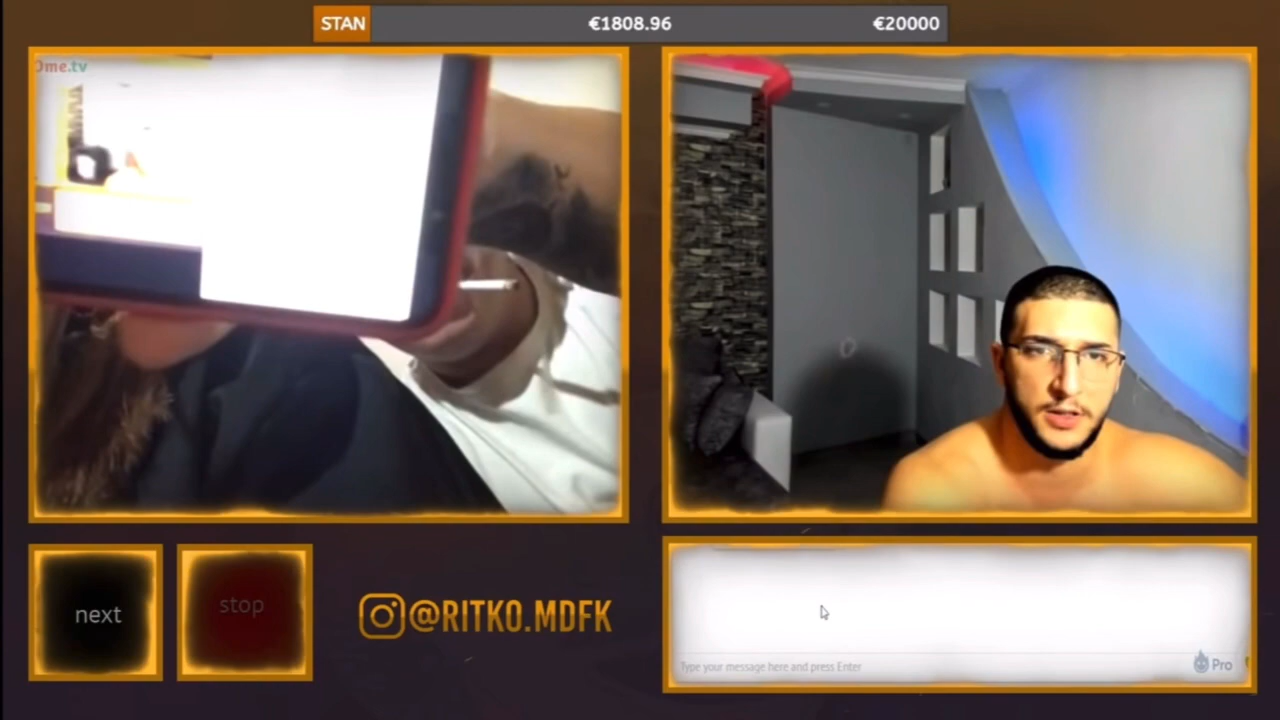 STAN €1808.96 €20000
Ome.tv
next
stop
@RITKO.MDFK
Type your message here and press Enter
Pro